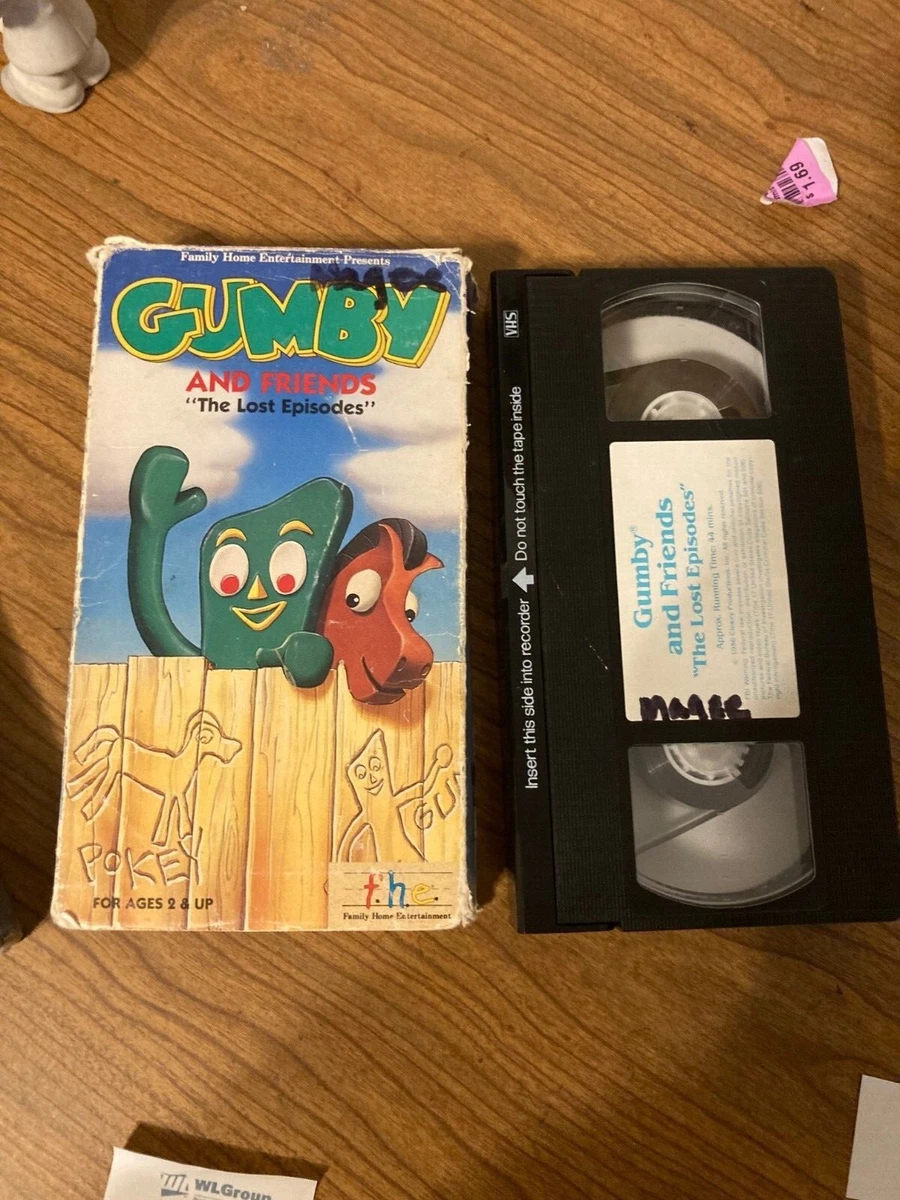 Family Home Entertainment Presents
GUMBY
AND FRIENDS
"The Lost Episodes"
POKEY
GUM
FOR AGES 2 & UP
f.h.e.
Family Home Entertainment
VHS
Insert this side into recorder Do not touch the tape inside
Gumby®
and Friends
"The Lost Episodes"
Approx. Running Time: 44 mins.
$1.69
WLGroup